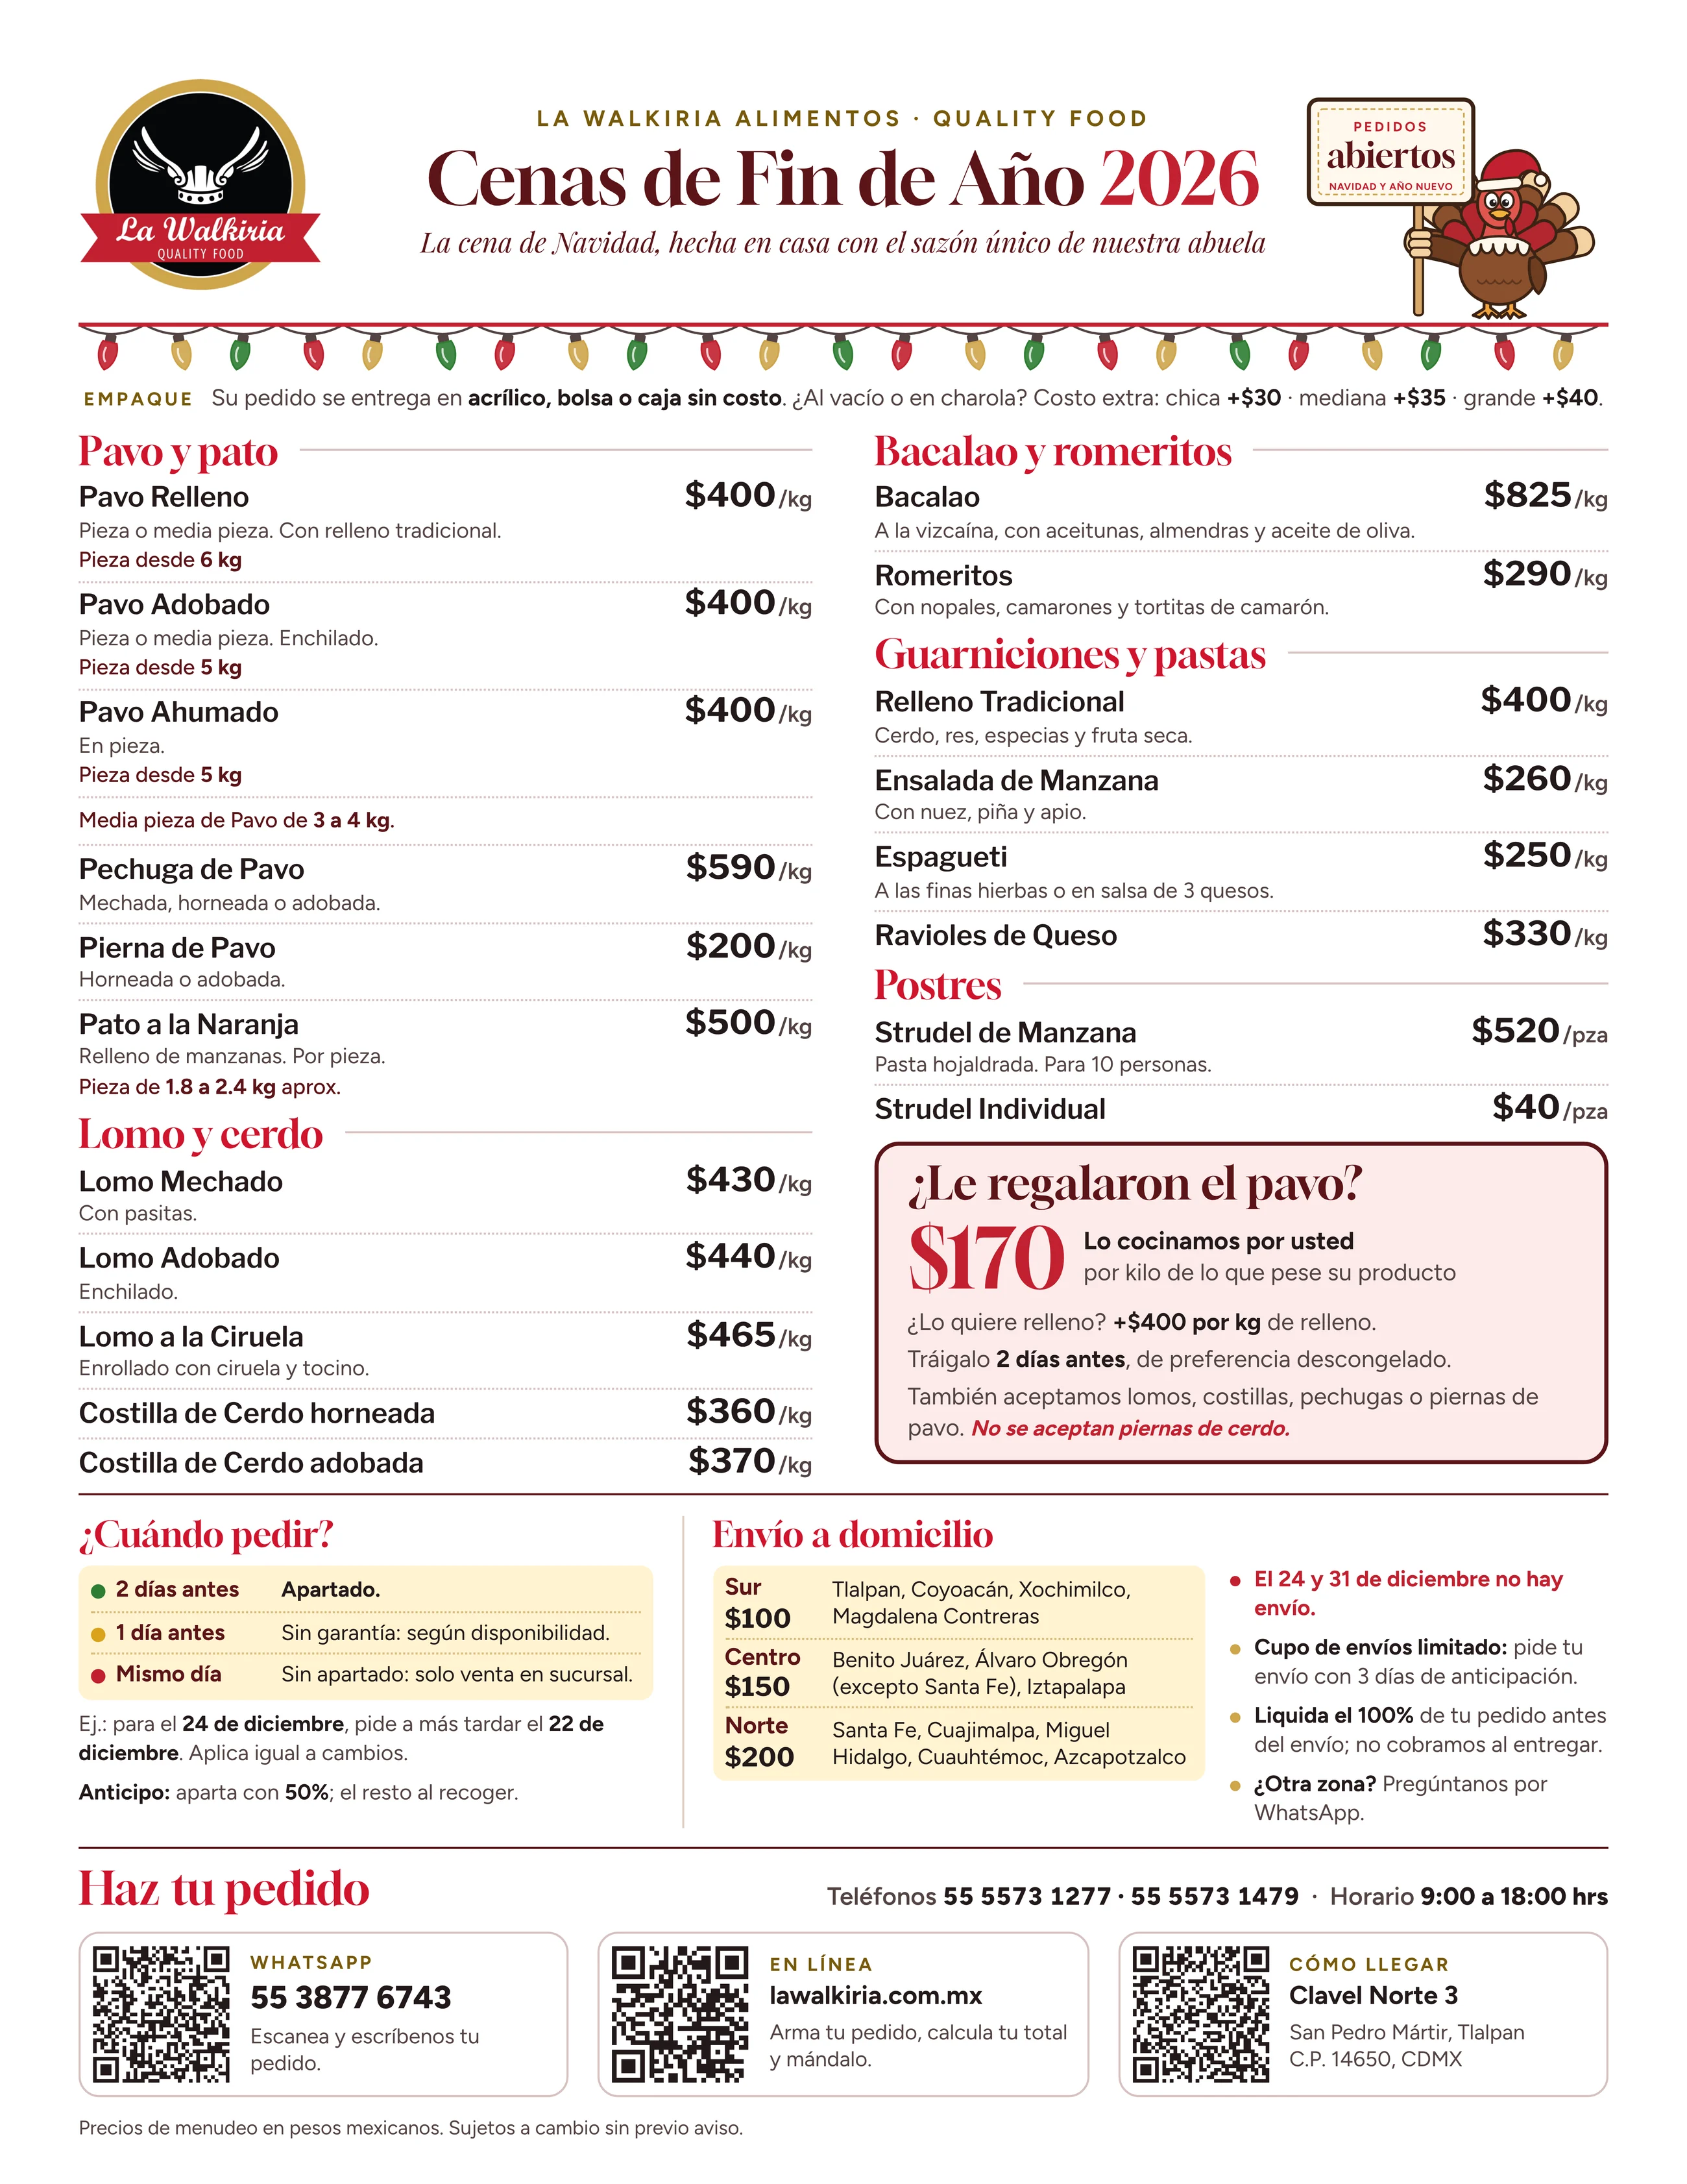 La Walkiria
QUALITY FOOD
LA WALKIRIA ALIMENTOS · QUALITY FOOD
Cenas de Fin de Año 2026
La cena de Navidad, hecha en casa con el sazón único de nuestra abuela
PEDIDOS
abiertos
NAVIDAD Y AÑO NUEVO
EMPAQUE Su pedido se entrega en acrílico, bolsa o caja sin costo. ¿Al vacío o en charola? Costo extra: chica +$30 · mediana +$35 · grande +$40.
Pavo y pato
Pavo Relleno $400/kg
Pieza o media pieza. Con relleno tradicional.
Pieza desde 6 kg
Pavo Adobado $400/kg
Pieza o media pieza. Enchilado.
Pieza desde 5 kg
Pavo Ahumado $400/kg
En pieza.
Pieza desde 5 kg
Media pieza de Pavo de 3 a 4 kg.
Pechuga de Pavo $590/kg
Mechada, horneada o adobada.
Pierna de Pavo $200/kg
Horneada o adobada.
Pato a la Naranja $500/kg
Relleno de manzanas. Por pieza.
Pieza de 1.8 a 2.4 kg aprox.
Lomo y cerdo
Lomo Mechado $430/kg
Con pasitas.
Lomo Adobado $440/kg
Enchilado.
Lomo a la Ciruela $465/kg
Enrollado con ciruela y tocino.
Costilla de Cerdo horneada $360/kg
Costilla de Cerdo adobada $370/kg
Bacalao y romeritos
Bacalao $825/kg
A la vizcaína, con aceitunas, almendras y aceite de oliva.
Romeritos $290/kg
Con nopales, camarones y tortitas de camarón.
Guarniciones y pastas
Relleno Tradicional $400/kg
Cerdo, res, especias y fruta seca.
Ensalada de Manzana $260/kg
Con nuez, piña y apio.
Espagueti $250/kg
A las finas hierbas o en salsa de 3 quesos.
Ravioles de Queso $330/kg
Postres
Strudel de Manzana $520/pza
Pasta hojaldrada. Para 10 personas.
Strudel Individual $40/pza
¿Le regalaron el pavo?
$170 Lo cocinamos por usted
por kilo de lo que pese su producto
¿Lo quiere relleno? +$400 por kg de relleno.
Tráigalo 2 días antes, de preferencia descongelado.
También aceptamos lomos, costillas, pechugas o piernas de
pavo. No se aceptan piernas de cerdo.
¿Cuándo pedir?
2 días antes Apartado.
1 día antes Sin garantía: según disponibilidad.
Mismo día Sin apartado: solo venta en sucursal.
Ej.: para el 24 de diciembre, pide a más tardar el 22 de
diciembre. Aplica igual a cambios.
Anticipo: aparta con 50%; el resto al recoger.
Envío a domicilio
Sur Tlalpan, Coyoacán, Xochimilco,
$100 Magdalena Contreras
Centro Benito Juárez, Álvaro Obregón
$150 (excepto Santa Fe), Iztapalapa
Norte Santa Fe, Cuajimalpa, Miguel
$200 Hidalgo, Cuauhtémoc, Azcapotzalco
El 24 y 31 de diciembre no hay
envío.
Cupo de envíos limitado: pide tu
envío con 3 días de anticipación.
Liquida el 100% de tu pedido antes
del envío; no cobramos al entregar.
¿Otra zona? Pregúntanos por
WhatsApp.
Haz tu pedido
Teléfonos 55 5573 1277 · 55 5573 1479 · Horario 9:00 a 18:00 hrs
WHATSAPP
55 3877 6743
Escanea y escríbenos tu
pedido.
EN LÍNEA
lawalkiria.com.mx
Arma tu pedido, calcula tu total
y mándalo.
CÓMO LLEGAR
Clavel Norte 3
San Pedro Mártir, Tlalpan
C.P. 14650, CDMX
Precios de menudeo en pesos mexicanos. Sujetos a cambio sin previo aviso.